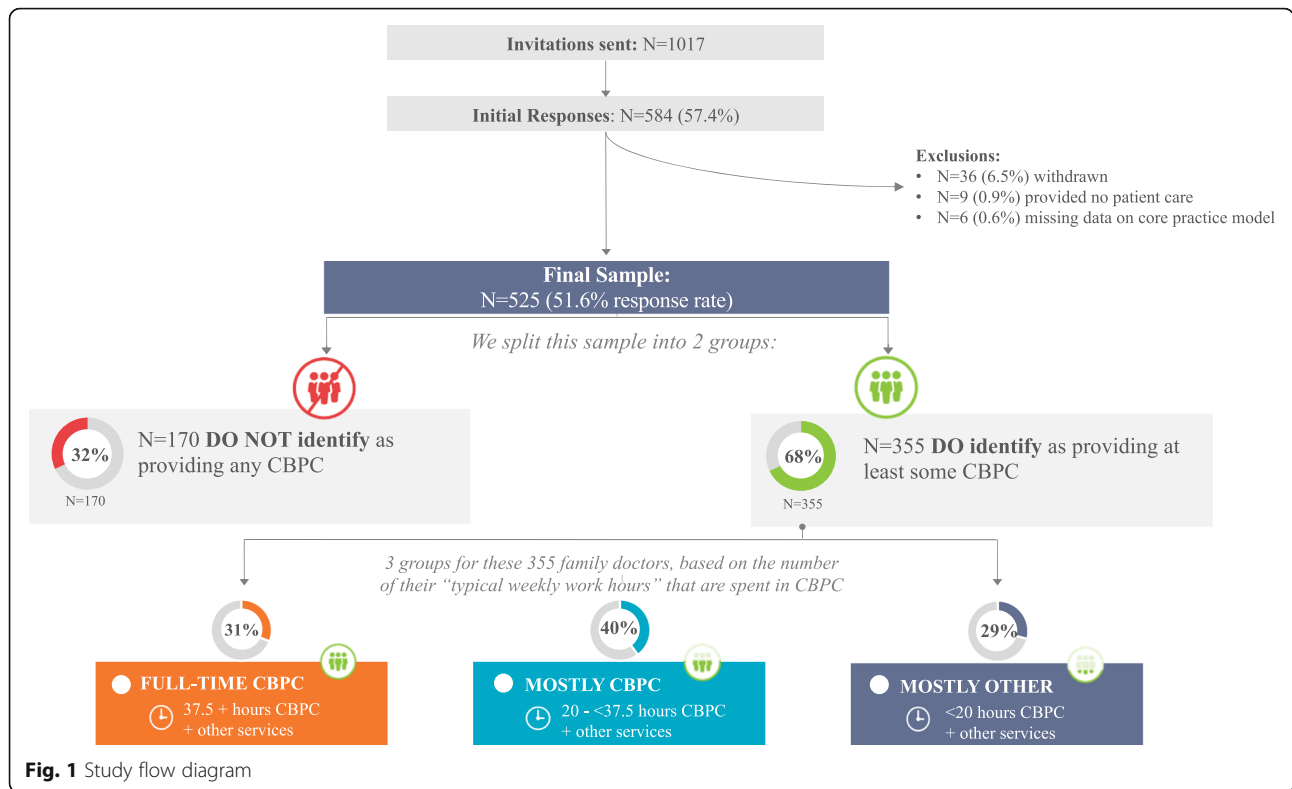 Invitations sent: N=1017
Initial Responses: N=584 (57.4%)
Exclusions:
• N=36 (6.5%) withdrawn
• N=9 (0.9%) provided no patient care
• N=6 (0.6%) missing data on core practice model
Final Sample:
N=525 (51.6% response rate)
We split this sample into 2 groups:
32%
N=170
N=170 DO NOT identify as
providing any CBPC
68%
N=355
N=355 DO identify as providing at
least some CBPC
3 groups for these 355 family doctors, based on the number
of their “typical weekly work hours” that are spent in CBPC
31%
FULL-TIME CBPC
37.5 + hours CBPC
+ other services
40%
MOSTLY CBPC
20 - <37.5 hours CBPC
+ other services
29%
MOSTLY OTHER
<20 hours CBPC
+ other services
Fig. 1 Study flow diagram